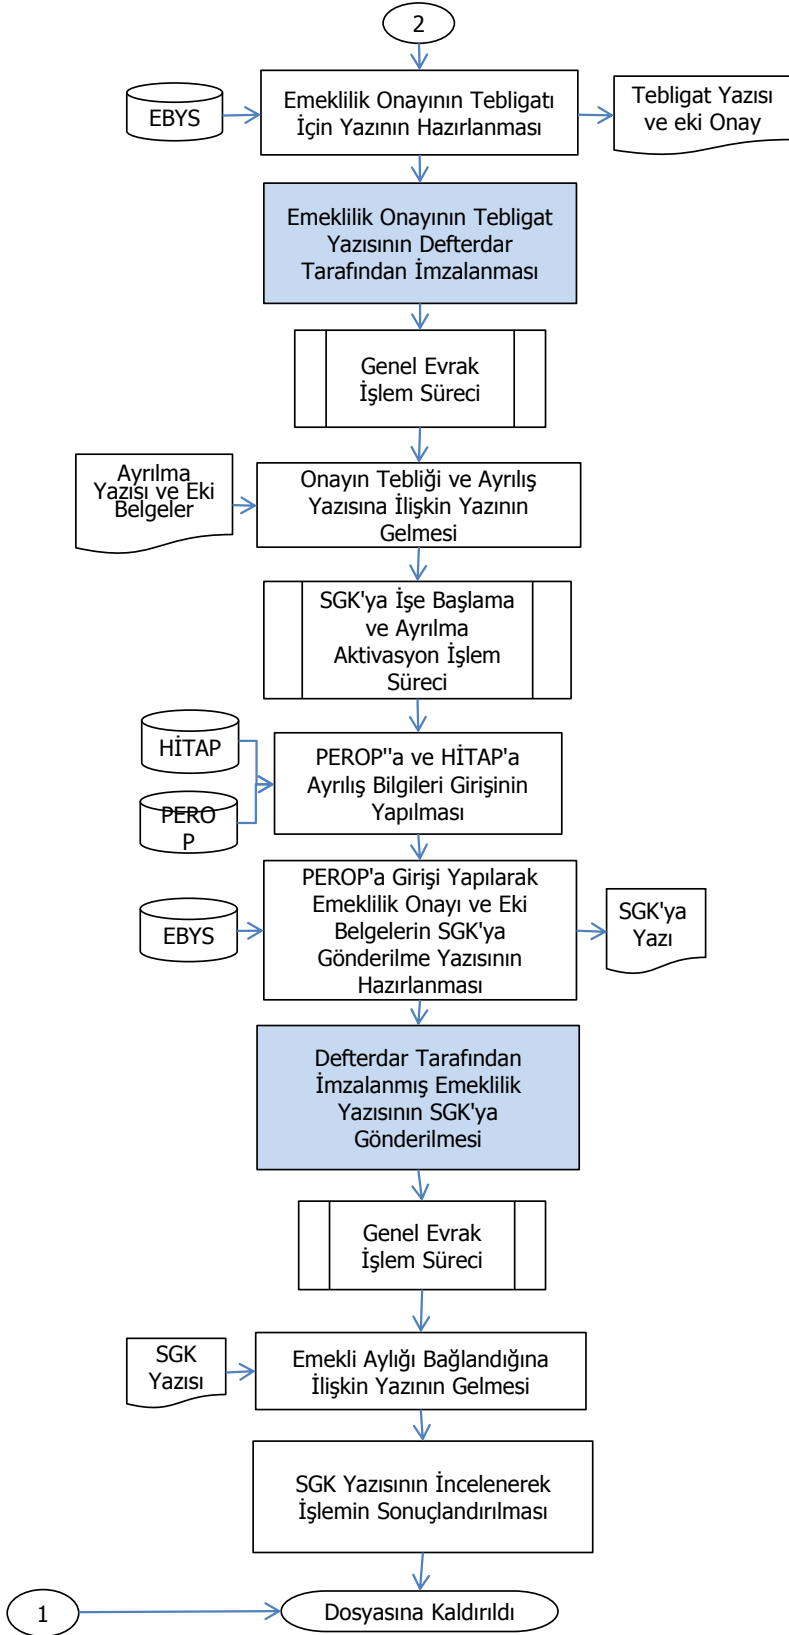 2
EBYS
Emeklilik Onayının Tebligatı
İçin Yazının Hazırlanması
Tebligat Yazısı
ve eki Onay
Emeklilik Onayının Tebligat
Yazısının Defterdar
Tarafından İmzalanması
Genel Evrak
İşlem Süreci
Ayrılma
Yazısı ve Eki
Belgeler
Onayın Tebliği ve Ayrılış
Yazısına İlişkin Yazının
Gelmesi
SGK'ya İşe Başlama
ve Ayrılma
Aktivasyon İşlem
Süreci
HİTAP
PERO
P
PEROP''a ve HİTAP'a
Ayrılış Bilgileri Girişinin
Yapılması
EBYS
PEROP'a Girişi Yapılarak
Emeklilik Onayı ve Eki
Belgelerin SGK'ya
Gönderilme Yazısının
Hazırlanması
SGK'ya
Yazı
Defterdar Tarafından
İmzalanmış Emeklilik
Yazısının SGK'ya
Gönderilmesi
Genel Evrak
İşlem Süreci
SGK
Yazısı
Emekli Aylığı Bağlandığına
İlişkin Yazının Gelmesi
SGK Yazısının İncelenerek
İşlemin Sonuçlandırılması
1
Dosyasına Kaldırıldı